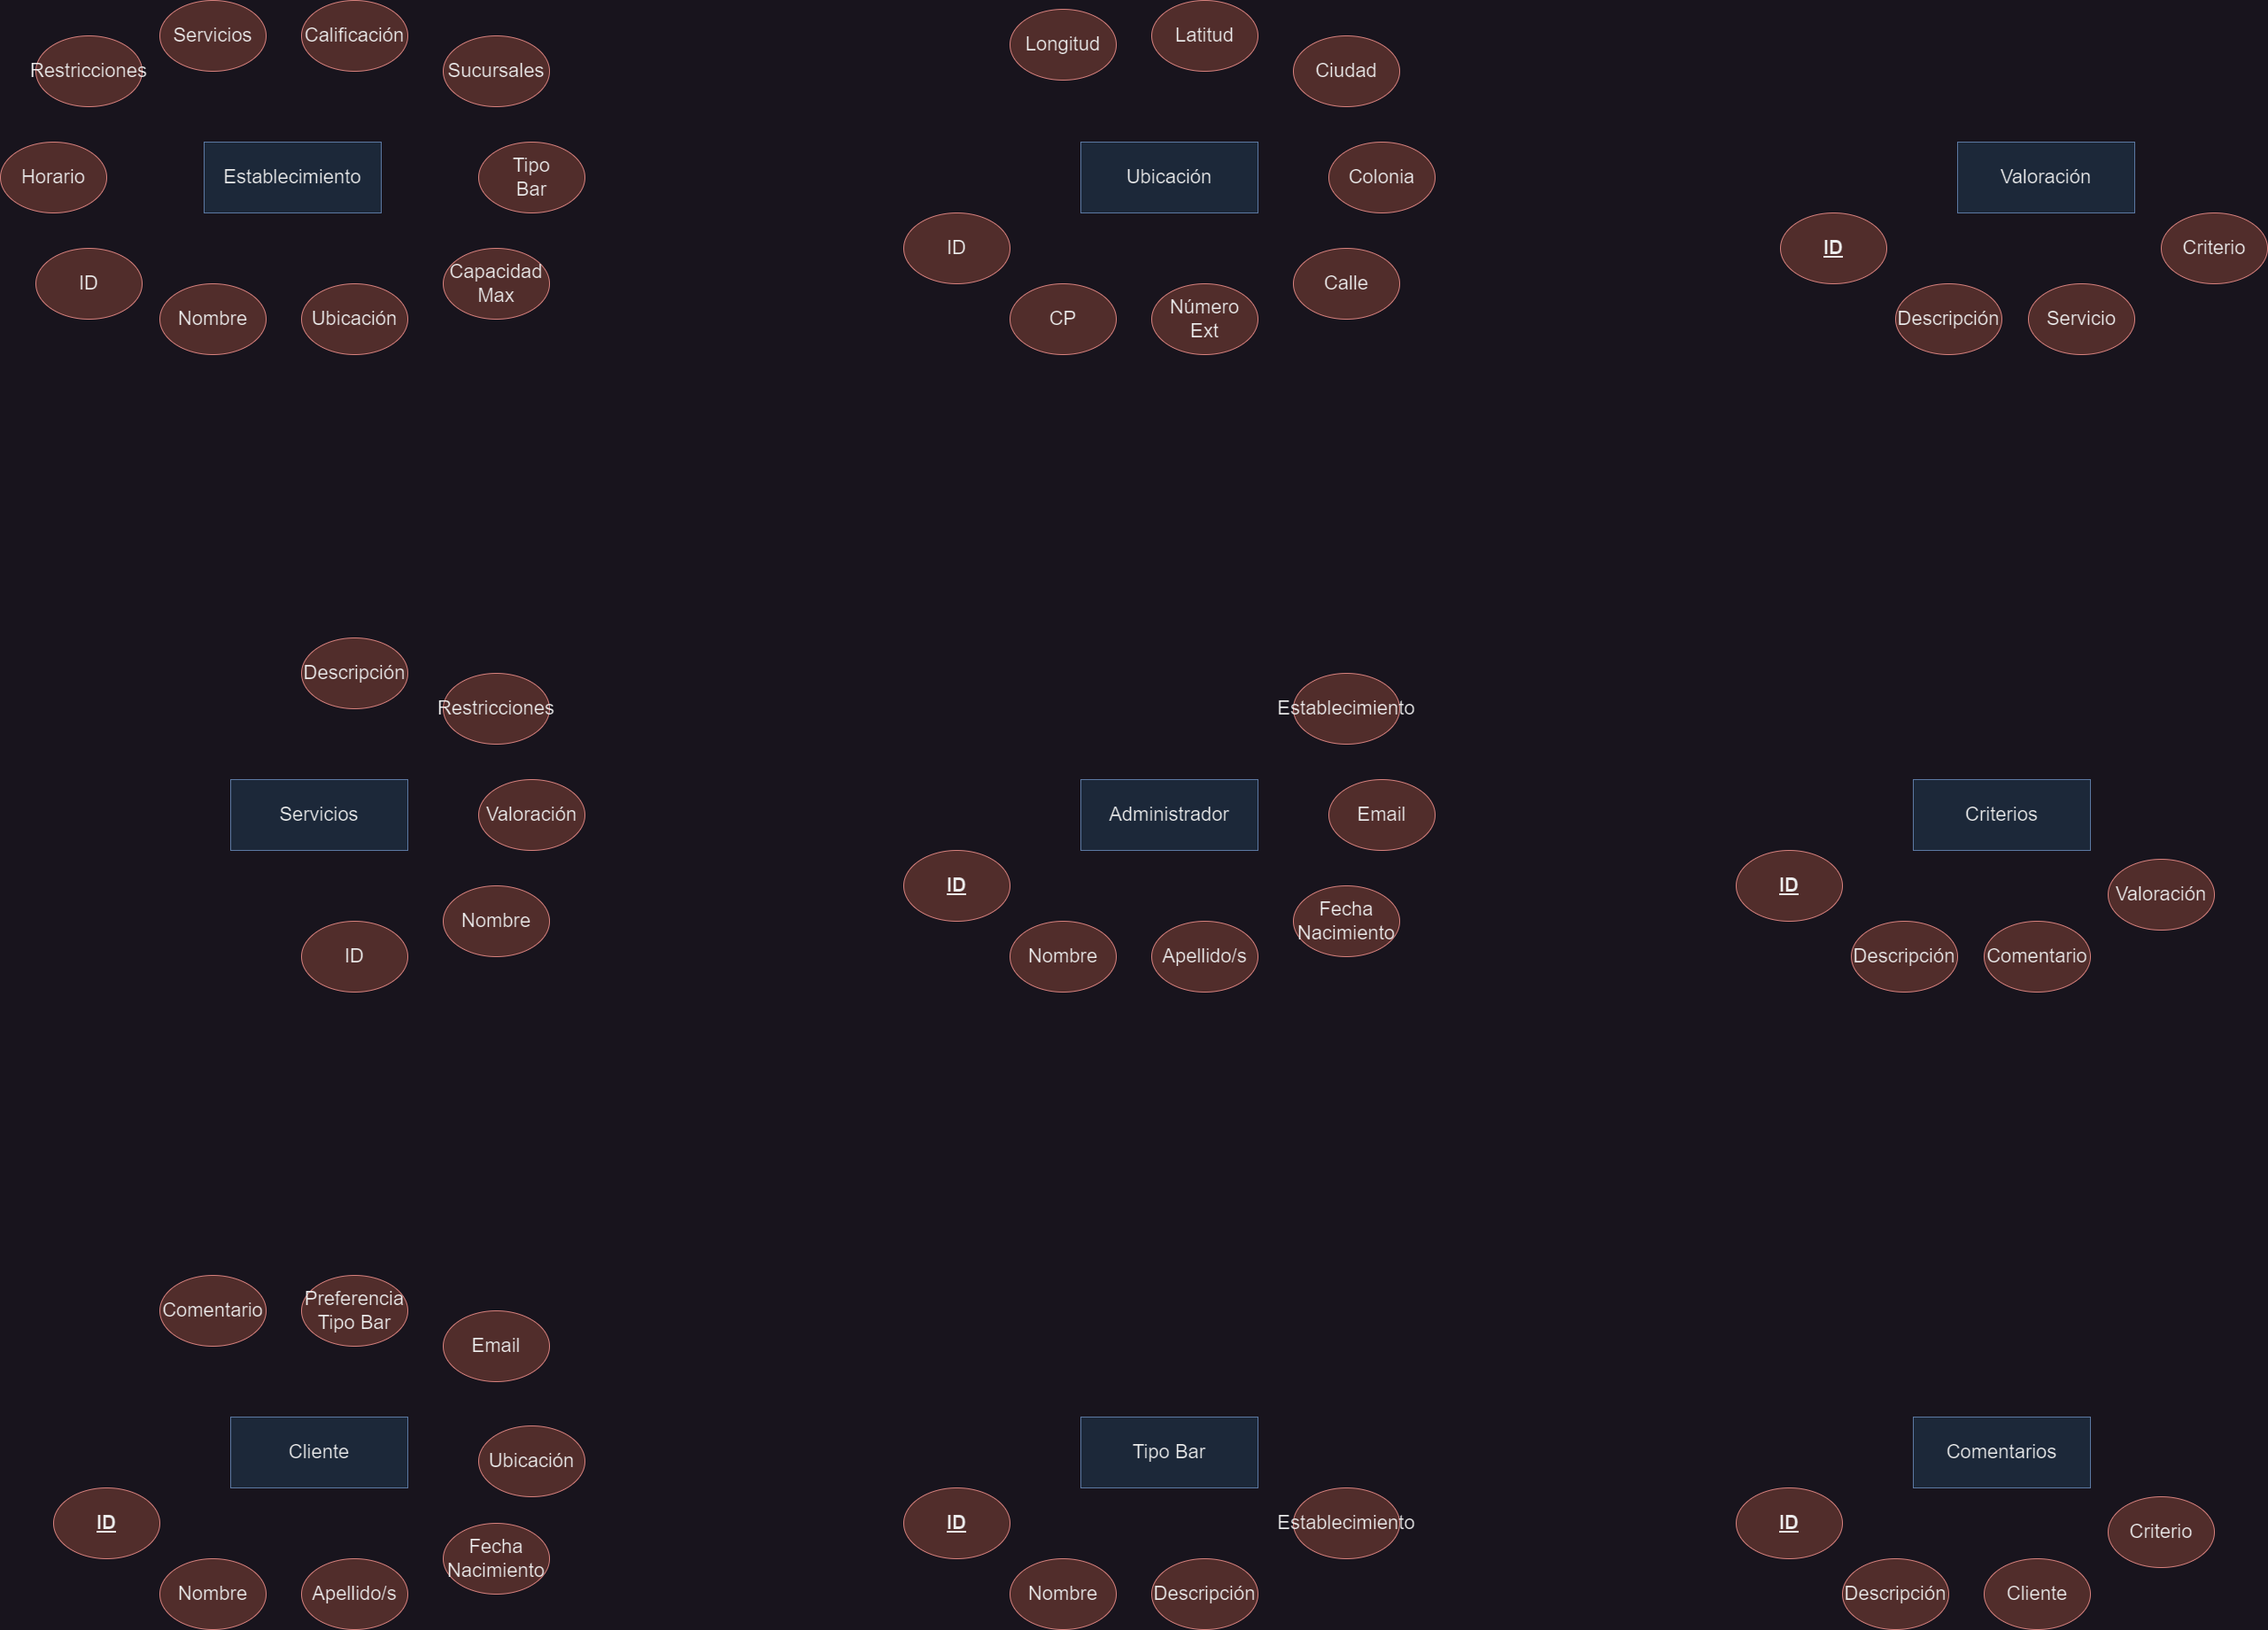 Servicios
Calificación
Restricciones
Sucursales
Horario
Establecimiento
Tipo
Bar
ID
Capacidad
Max
Nombre
Ubicación
Longitud
Latitud
Ciudad
Ubicación
Colonia
ID
Calle
CP
Número
Ext
Valoración
ID
Criterio
Descripción
Servicio
Descripción
Restricciones
Servicios
Valoración
Nombre
ID
Establecimiento
Administrador
Email
ID
Fecha
Nacimiento
Nombre
Apellido/s
Criterios
ID
Valoración
Descripción
Comentario
Comentario
Preferencia
Tipo Bar
Email
Cliente
Ubicación
ID
Fecha
Nacimiento
Nombre
Apellido/s
Tipo Bar
ID
Establecimiento
Nombre
Descripción
Comentarios
ID
Criterio
Descripción
Cliente